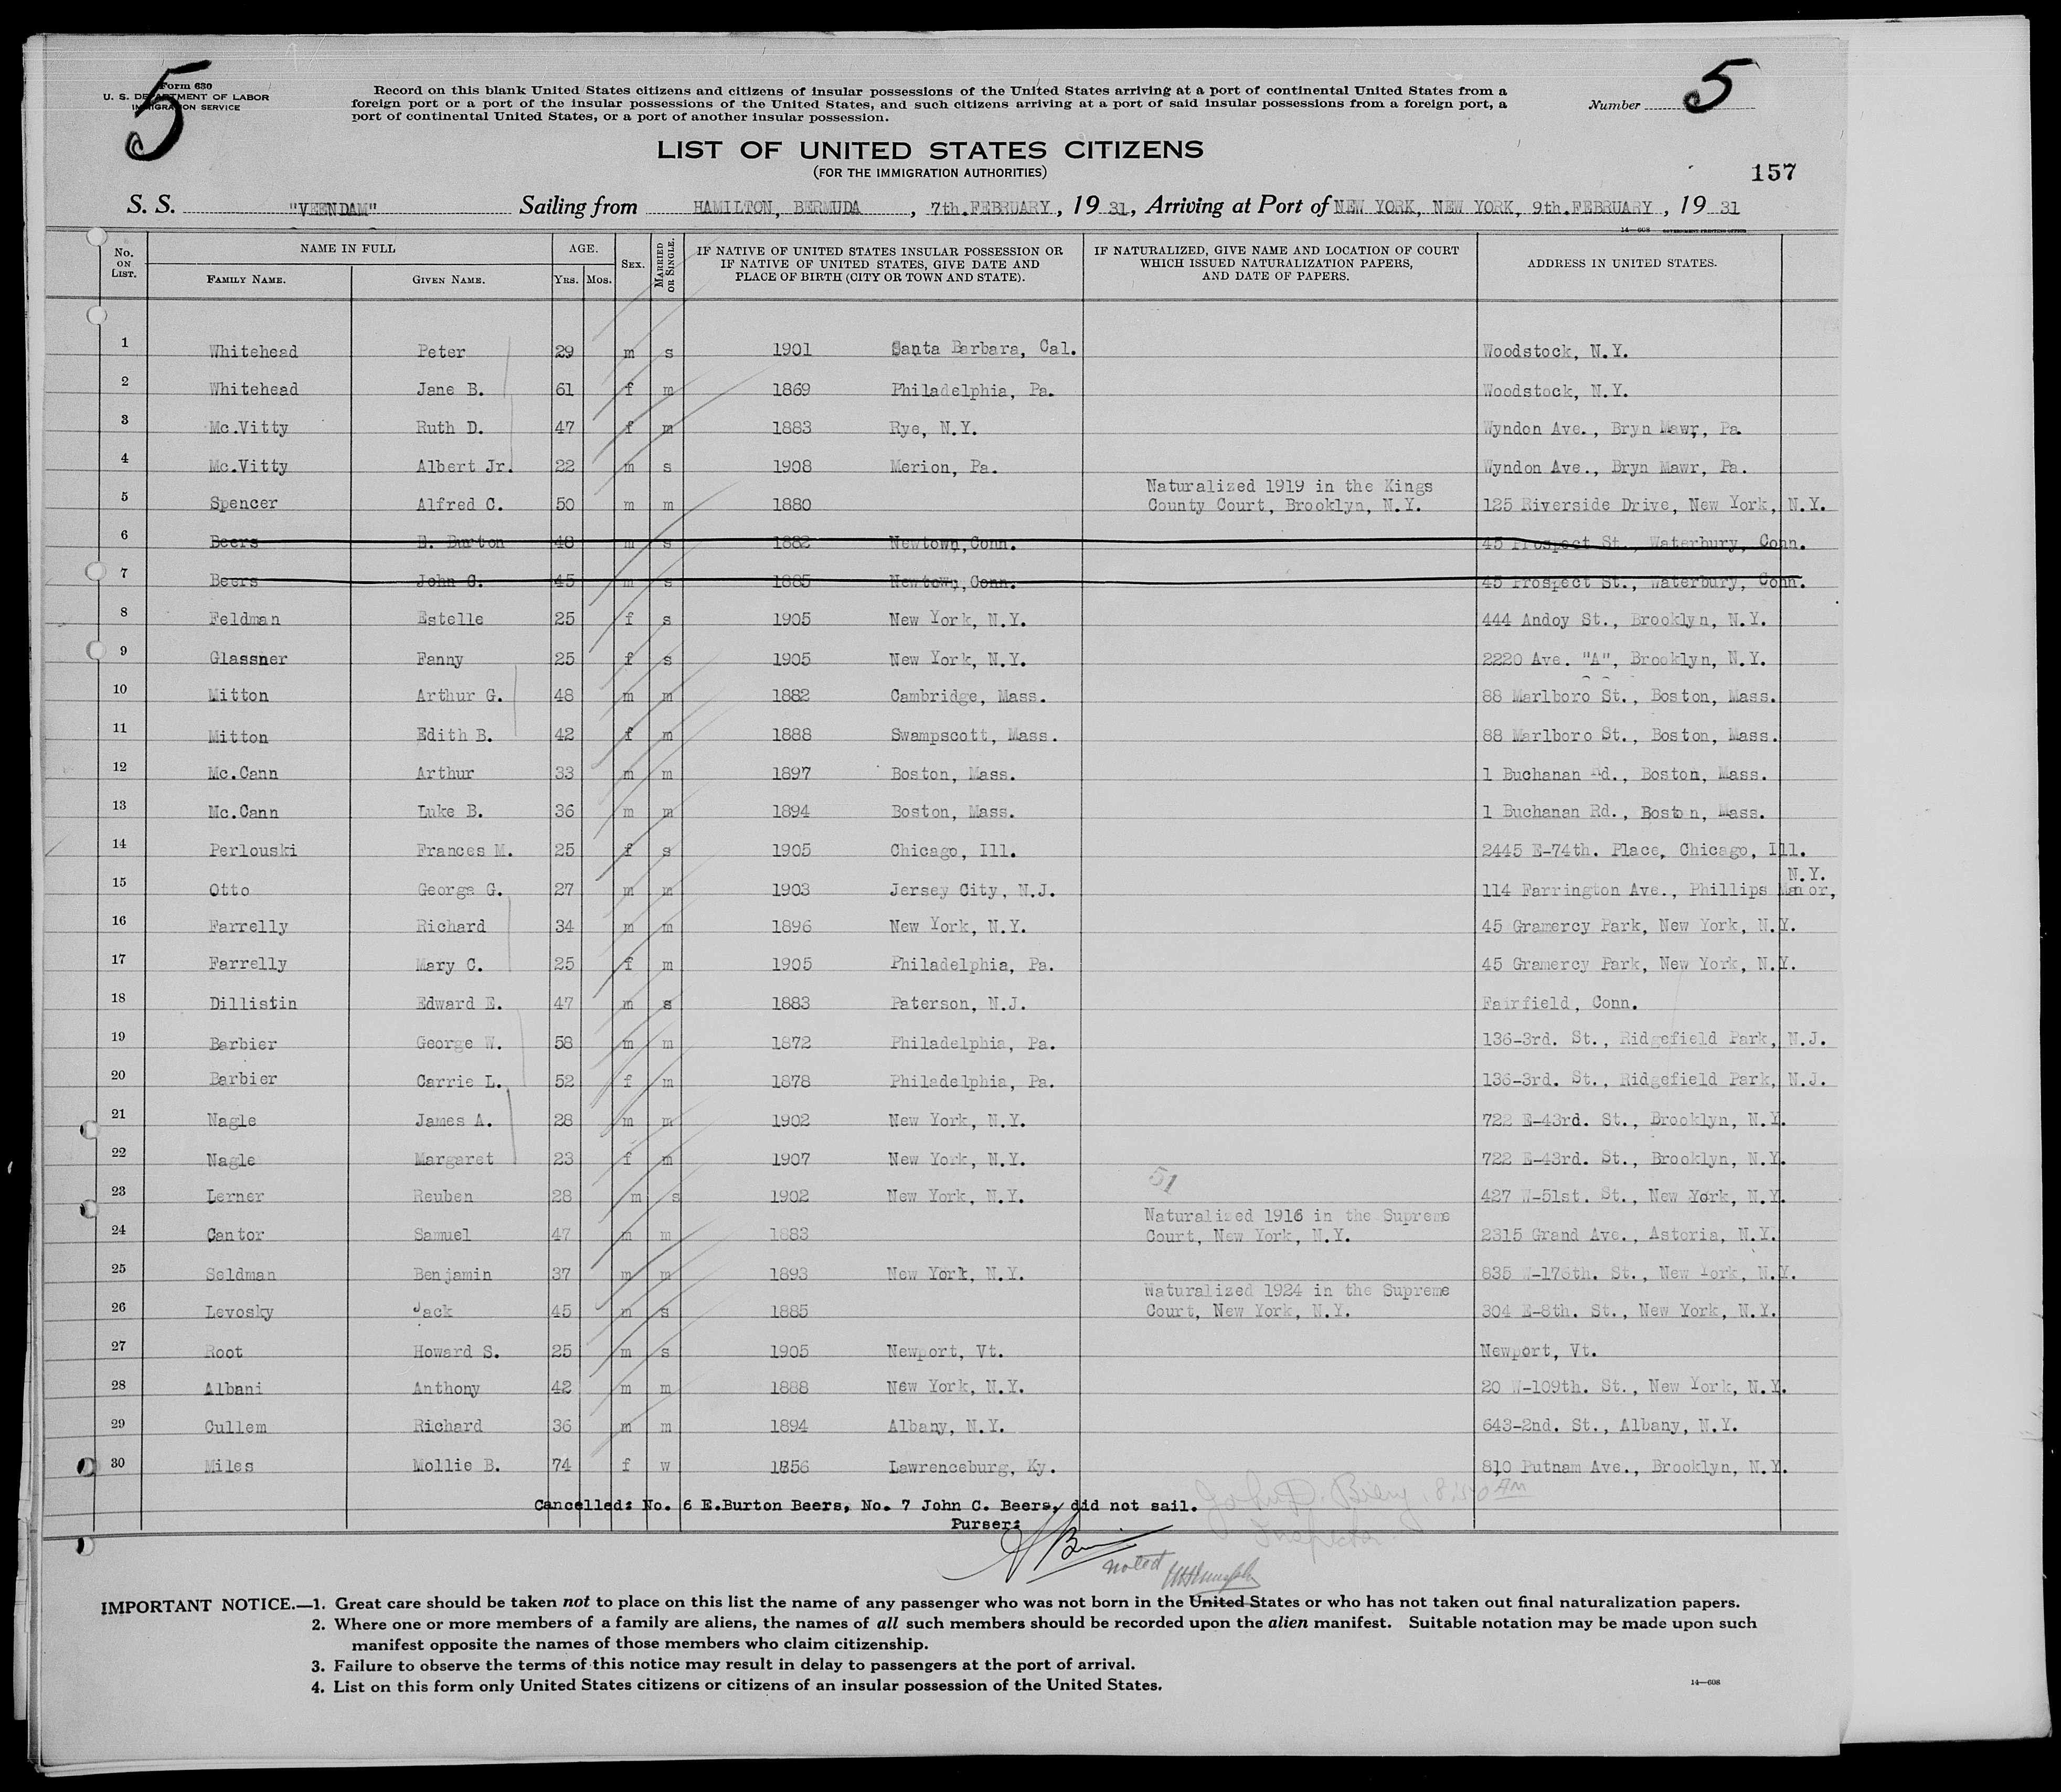 5
Form 630
U. S. DEPARTMENT OF LABOR
IMMIGRATION SERVICE
Record on this blank United States citizens and citizens of insular possessions of the United States arriving at a port of continental United States from a
foreign port or a port of the insular possessions of the United States, and such citizens arriving at a port of said insular possessions from a foreign port, a
port of continental United States, or a port of another insular possession.
Number 5
LIST OF UNITED STATES CITIZENS
(FOR THE IMMIGRATION AUTHORITIES)
157
S. S. "VEENDAM" Sailing from HAMILTON, BERMUDA, 7th.FEBRUARY, 19 31, Arriving at Port of NEW YORK, NEW YORK, 9th.FEBRUARY, 19 31
14—608 GOVERNMENT PRINTING OFFICE
No. ON LIST. NAME IN FULL FAMILY NAME. GIVEN NAME. AGE. YRS. MOS. SEX. MARRIED OR SINGLE. IF NATIVE OF UNITED STATES INSULAR POSSESSION OR IF NATIVE OF UNITED STATES, GIVE DATE AND PLACE OF BIRTH (CITY OR TOWN AND STATE). IF NATURALIZED, GIVE NAME AND LOCATION OF COURT WHICH ISSUED NATURALIZATION PAPERS, AND DATE OF PAPERS. ADDRESS IN UNITED STATES.
1 Whitehead Peter 29 m s 1901 Santa Barbara, Cal. Woodstock, N.Y.
2 Whitehead Jane B. 61 f m 1869 Philadelphia, Pa. Woodstock, N.Y.
3 Mc.Vitty Ruth D. 47 f m 1883 Rye, N.Y. Wyndon Ave., Bryn Mawr, Pa.
4 Mc.Vitty Albert Jr. 22 m s 1908 Merion, Pa. Wyndon Ave., Bryn Mawr, Pa.
5 Spencer Alfred C. 50 m m 1880 Naturalized 1919 in the Kings County Court, Brooklyn, N.Y. 125 Riverside Drive, New York, N.Y.
6 Beers E. Burton 48 m s 1882 Newtown, Conn. 45 Prospect St., Waterbury, Conn.
7 Beers John C. 45 m s 1885 Newtown, Conn. 45 Prospect St., Waterbury, Conn.
8 Feldman Estelle 25 f s 1905 New York, N.Y. 444 Andoy St., Brooklyn, N.Y.
9 Glassner Fanny 25 f s 1905 New York, N.Y. 2220 Ave. "A", Brooklyn, N.Y.
10 Mitton Arthur G. 48 m m 1882 Cambridge, Mass. 88 Marlboro St., Boston, Mass.
11 Mitton Edith B. 42 f m 1888 Swampscott, Mass. 88 Marlboro St., Boston, Mass.
12 Mc.Cann Arthur 33 m m 1897 Boston, Mass. 1 Buchanan Rd., Boston, Mass.
13 Mc.Cann Luke B. 36 m m 1894 Boston, Mass. 1 Buchanan Rd., Boston, Mass.
14 Perlouski Frances M. 25 f s 1905 Chicago, Ill. 2445 E-74th. Place, Chicago, Ill.
15 Otto George G. 27 m m 1903 Jersey City, N.J. 114 Farrington Ave., Phillips Manor, N.Y.
16 Farrelly Richard 34 m m 1896 New York, N.Y. 45 Gramercy Park, New York, N.Y.
17 Farrelly Mary C. 25 f m 1905 Philadelphia, Pa. 45 Gramercy Park, New York, N.Y.
18 Dillistin Edward E. 47 m s 1883 Paterson, N.J. Fairfield, Conn.
19 Barbier George W. 58 m m 1872 Philadelphia, Pa. 136-3rd. St., Ridgefield Park, N.J.
20 Barbier Carrie L. 52 f m 1878 Philadelphia, Pa. 136-3rd. St., Ridgefield Park, N.J.
21 Nagle James A. 28 m m 1902 New York, N.Y. 722 E-43rd. St., Brooklyn, N.Y.
22 Nagle Margaret 23 f m 1907 New York, N.Y. 722 E-43rd. St., Brooklyn, N.Y.
51
23 Lerner Reuben 28 m s 1902 New York, N.Y. 427 W-51st. St., New York, N.Y.
24 Cantor Samuel 47 m m 1883 Naturalized 1916 in the Supreme Court, New York, N.Y. 2315 Grand Ave., Astoria, N.Y.
25 Seldman Benjamin 37 m m 1893 New York, N.Y. 835 W-176th. St., New York, N.Y.
26 Levosky Jack 45 m s 1885 Naturalized 1924 in the Supreme Court, New York, N.Y. 304 E-8th. St., New York, N.Y.
27 Root Howard S. 25 m s 1905 Newport, Vt. Newport, Vt.
28 Albani Anthony 42 m m 1888 New York, N.Y. 20 W-109th. St., New York, N.Y.
29 Cullem Richard 36 m m 1894 Albany, N.Y. 643-2nd. St., Albany, N.Y.
30 Miles Mollie B. 74 f w 1856 Lawrenceburg, Ky. 810 Putnam Ave., Brooklyn, N.Y.
Cancelled: No. 6 E.Burton Beers, No. 7 John C. Beers, did not sail.
Purser:
Inspector
noted
IMPORTANT NOTICE.—1. Great care should be taken not to place on this list the name of any passenger who was not born in the United States or who has not taken out final naturalization papers.
2. Where one or more members of a family are aliens, the names of all such members should be recorded upon the alien manifest. Suitable notation may be made upon such
manifest opposite the names of those members who claim citizenship.
3. Failure to observe the terms of this notice may result in delay to passengers at the port of arrival.
4. List on this form only United States citizens or citizens of an insular possession of the United States.
14—608